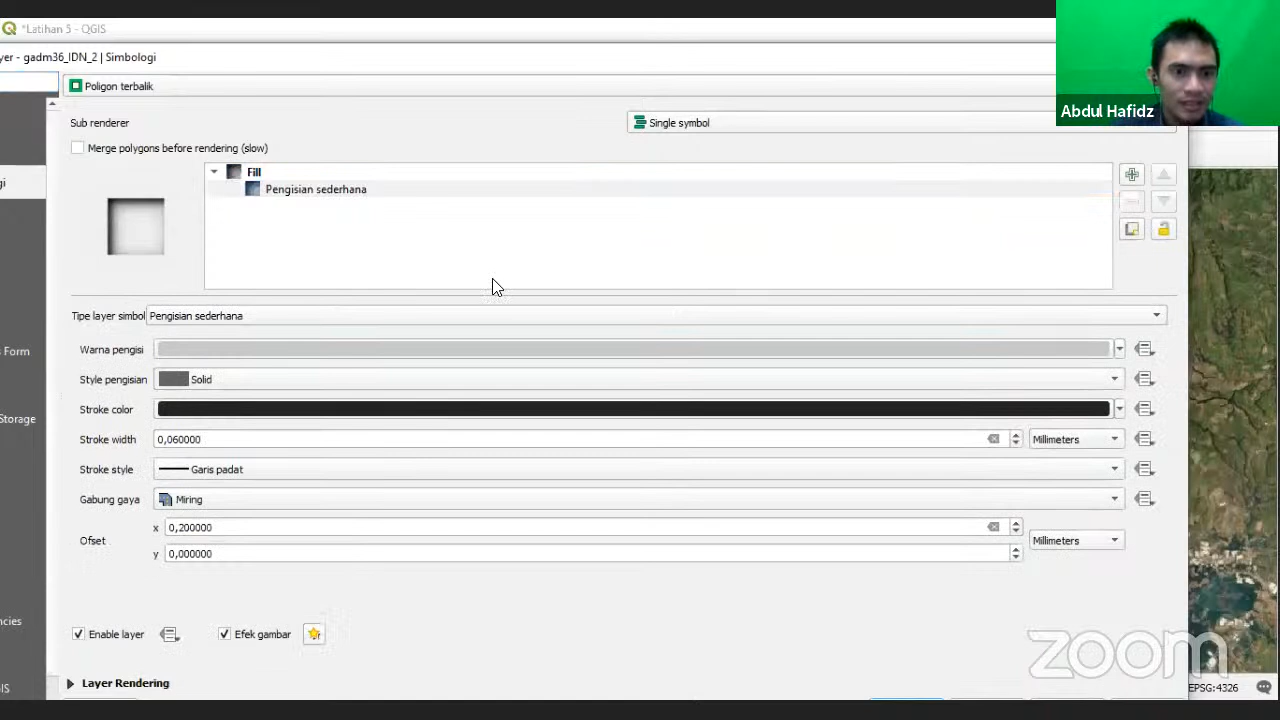 *Latihan 5 - QGIS
yer - gadm36_IDN_2 | Simbologi
Poligon terbalik
Abdul Hafidz
Sub renderer
Single symbol
Merge polygons before rendering (slow)
Fill
gi
Pengisian sederhana
Tipe layer simbol
Pengisian sederhana
Warna pengisi
s Form
Style pengisian
Solid
Stroke color
Storage
Stroke width
0,060000
Millimeters
Stroke style
Garis padat
Gabung gaya
Miring
x
0,200000
Ofset
Millimeters
y
0,000000
ncies
Enable layer
Efek gambar
zoom
Layer Rendering
GIS
EPSG:4326